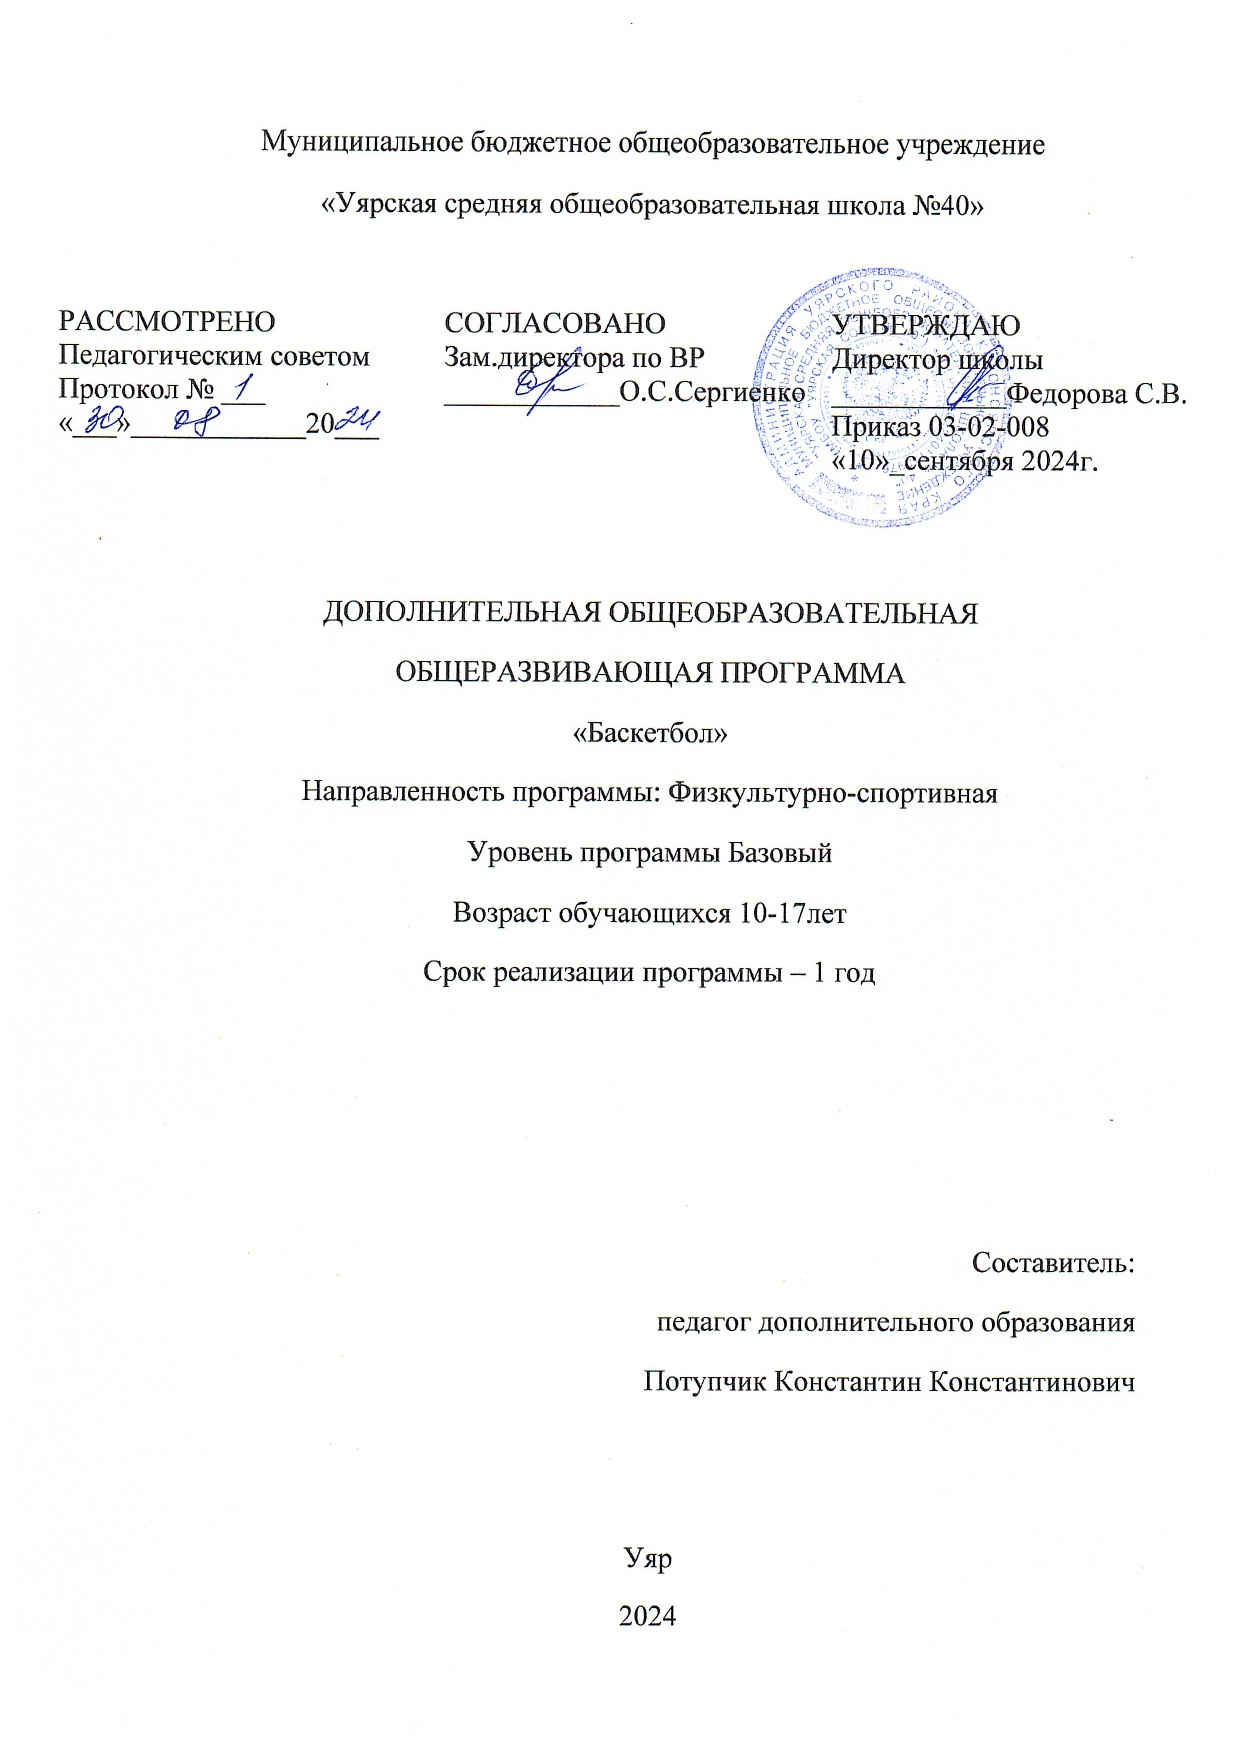 Муниципальное бюджетное общеобразовательное учреждение
«Уярская средняя общеобразовательная школа №40»
РАССМОТРЕНО
Педагогическим советом
Протокол № 1
«30» 08 2024
СОГЛАСОВАНО
Зам.директора по ВР
____________О.С.Сергиенко
УТВЕРЖДАЮ
Директор школы
____________Федорова С.В.
Приказ 03-02-008
«10»_сентября 2024г.
ДОПОЛНИТЕЛЬНАЯ ОБЩЕОБРАЗОВАТЕЛЬНАЯ
ОБЩЕРАЗВИВАЮЩАЯ ПРОГРАММА
«Баскетбол»
Направленность программы: Физкультурно-спортивная
Уровень программы Базовый
Возраст обучающихся 10-17лет
Срок реализации программы – 1 год
Составитель:
педагог дополнительного образования
Потупчик Константин Константинович
Уяр
2024